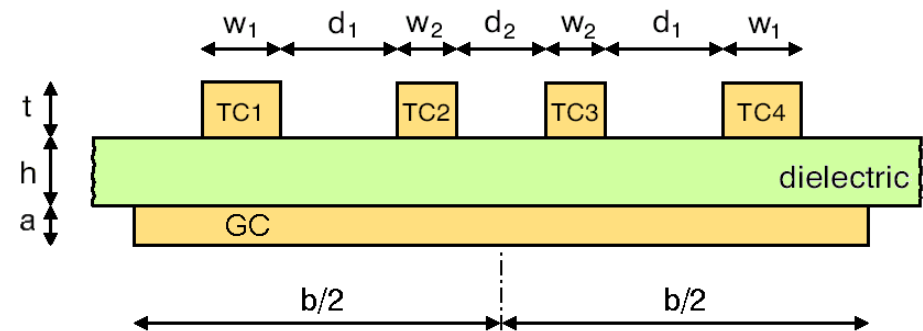 w1 d1 w2 d2 w2 d1 w1
t TC1 TC2 TC3 TC4
h dielectric
a GC
b/2 b/2